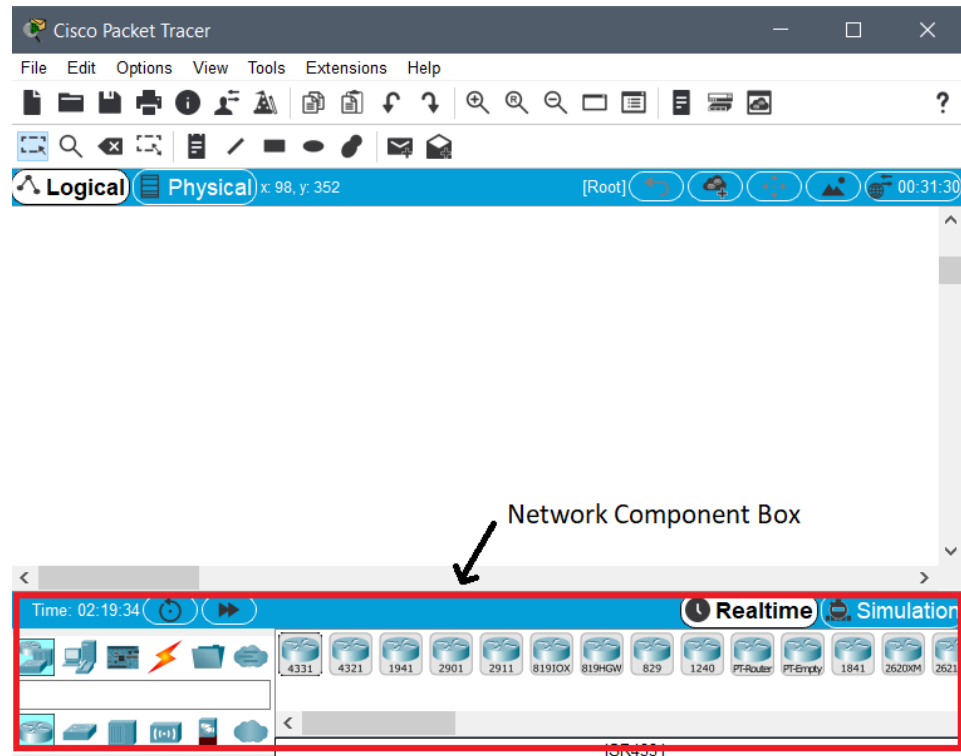 Cisco Packet Tracer
File Edit Options View Tools Extensions Help
Logical Physical x: 98, y: 352 [Root] 00:31:30
Network Component Box
Time: 02:19:34 Realtime Simulation
4331 4321 1941 2901 2911 819IOX 819HGW 829 1240 PT-Router PT-Empty 1841 2620XM 2621
ISR4331